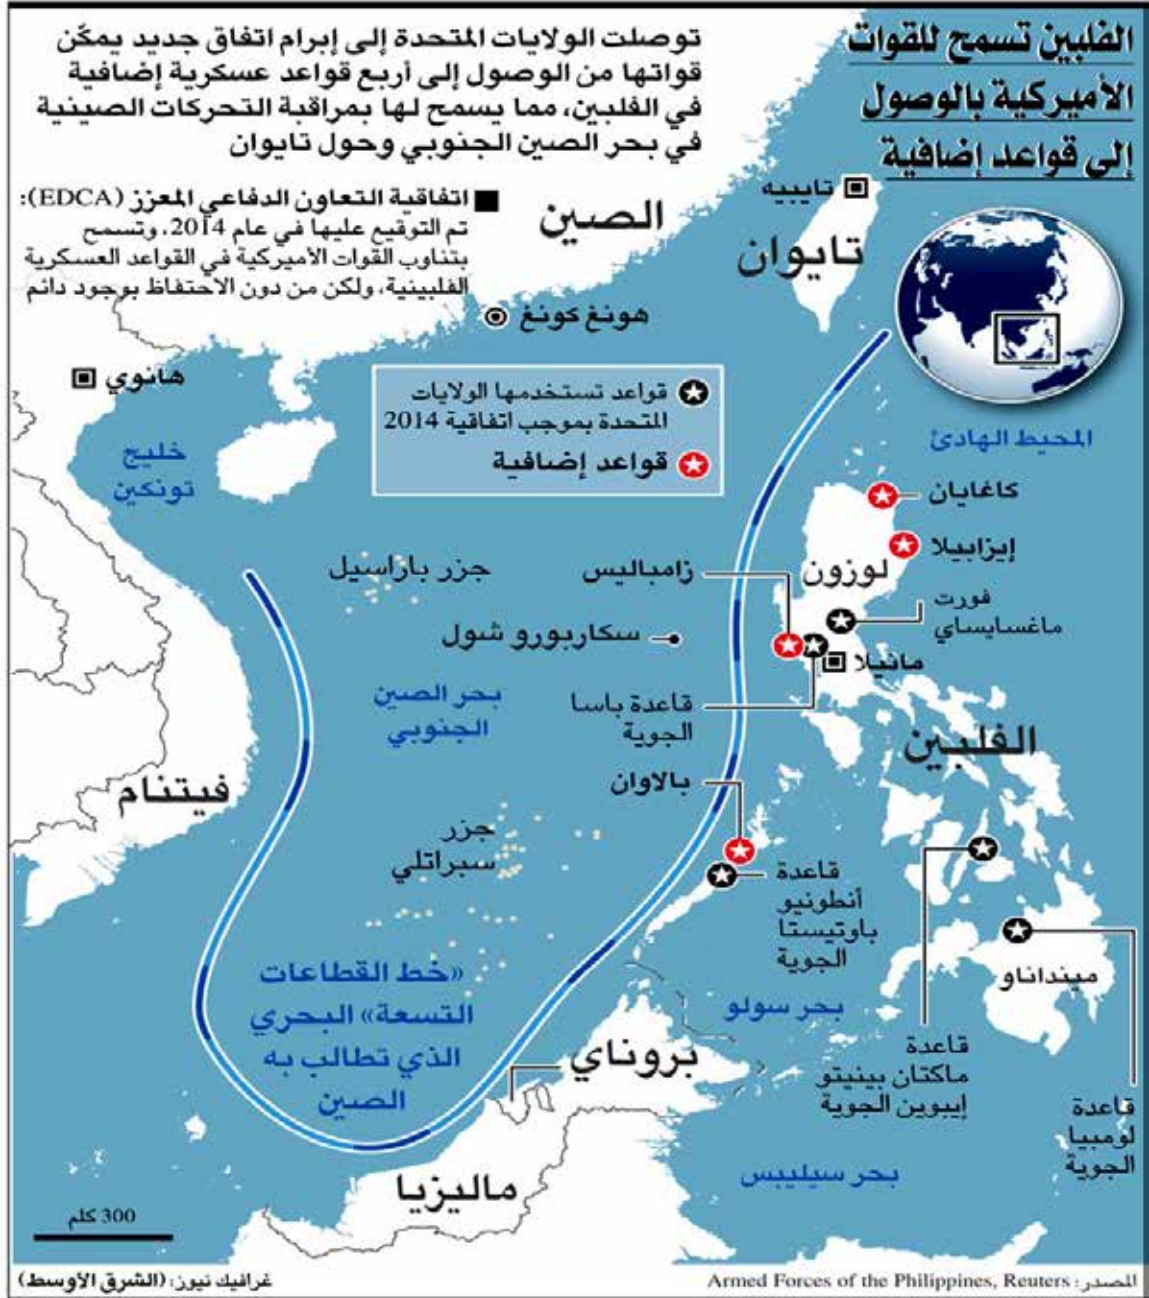 الفلبين تسمح للقوات
الأميركية بالوصول
إلى قواعد إضافية
توصلت الولايات المتحدة إلى إبرام اتفاق جديد يمكّن
قواتها من الوصول إلى أربع قواعد عسكرية إضافية
في الفلبين، مما يسمح لها بمراقبة التحركات الصينية
في بحر الصين الجنوبي وحول تايوان
اتفاقية التعاون الدفاعي المعزز (EDCA):
تم التوقيع عليها في عام 2014، وتسمح
بتناوب القوات الأميركية في القواعد العسكرية
الفلبينية، ولكن من دون الاحتفاظ بوجود دائم
تايبيه
الصين
تايوان
هونغ كونغ
هانوي
قواعد تستخدمها الولايات
المتحدة بموجب اتفاقية 2014
قواعد إضافية
المحيط الهادئ
خليج
تونكين
كاغايان
إيزابيلا
لوزون
زامباليس
جزر باراسيل
فورت
ماغسايساي
سكاربورو شول
مانيلا
قاعدة باسا
الجوية
بحر الصين
الجنوبي
الفلبين
بالاوان
فيتنام
جزر
سبراتلي
قاعدة
أنطونيو
باوتيستا
الجوية
مينداناو
«خط القطاعات
التسعة» البحري
الذي تطالب به
الصين
بحر سولو
قاعدة
ماكتان بينيتو
إيبوين الجوية
بروناي
قاعدة
لومبيا
الجوية
بحر سيليبس
ماليزيا
300 كلم
المصدر: Armed Forces of the Philippines, Reuters
غرافيك نيوز: (الشرق الأوسط)